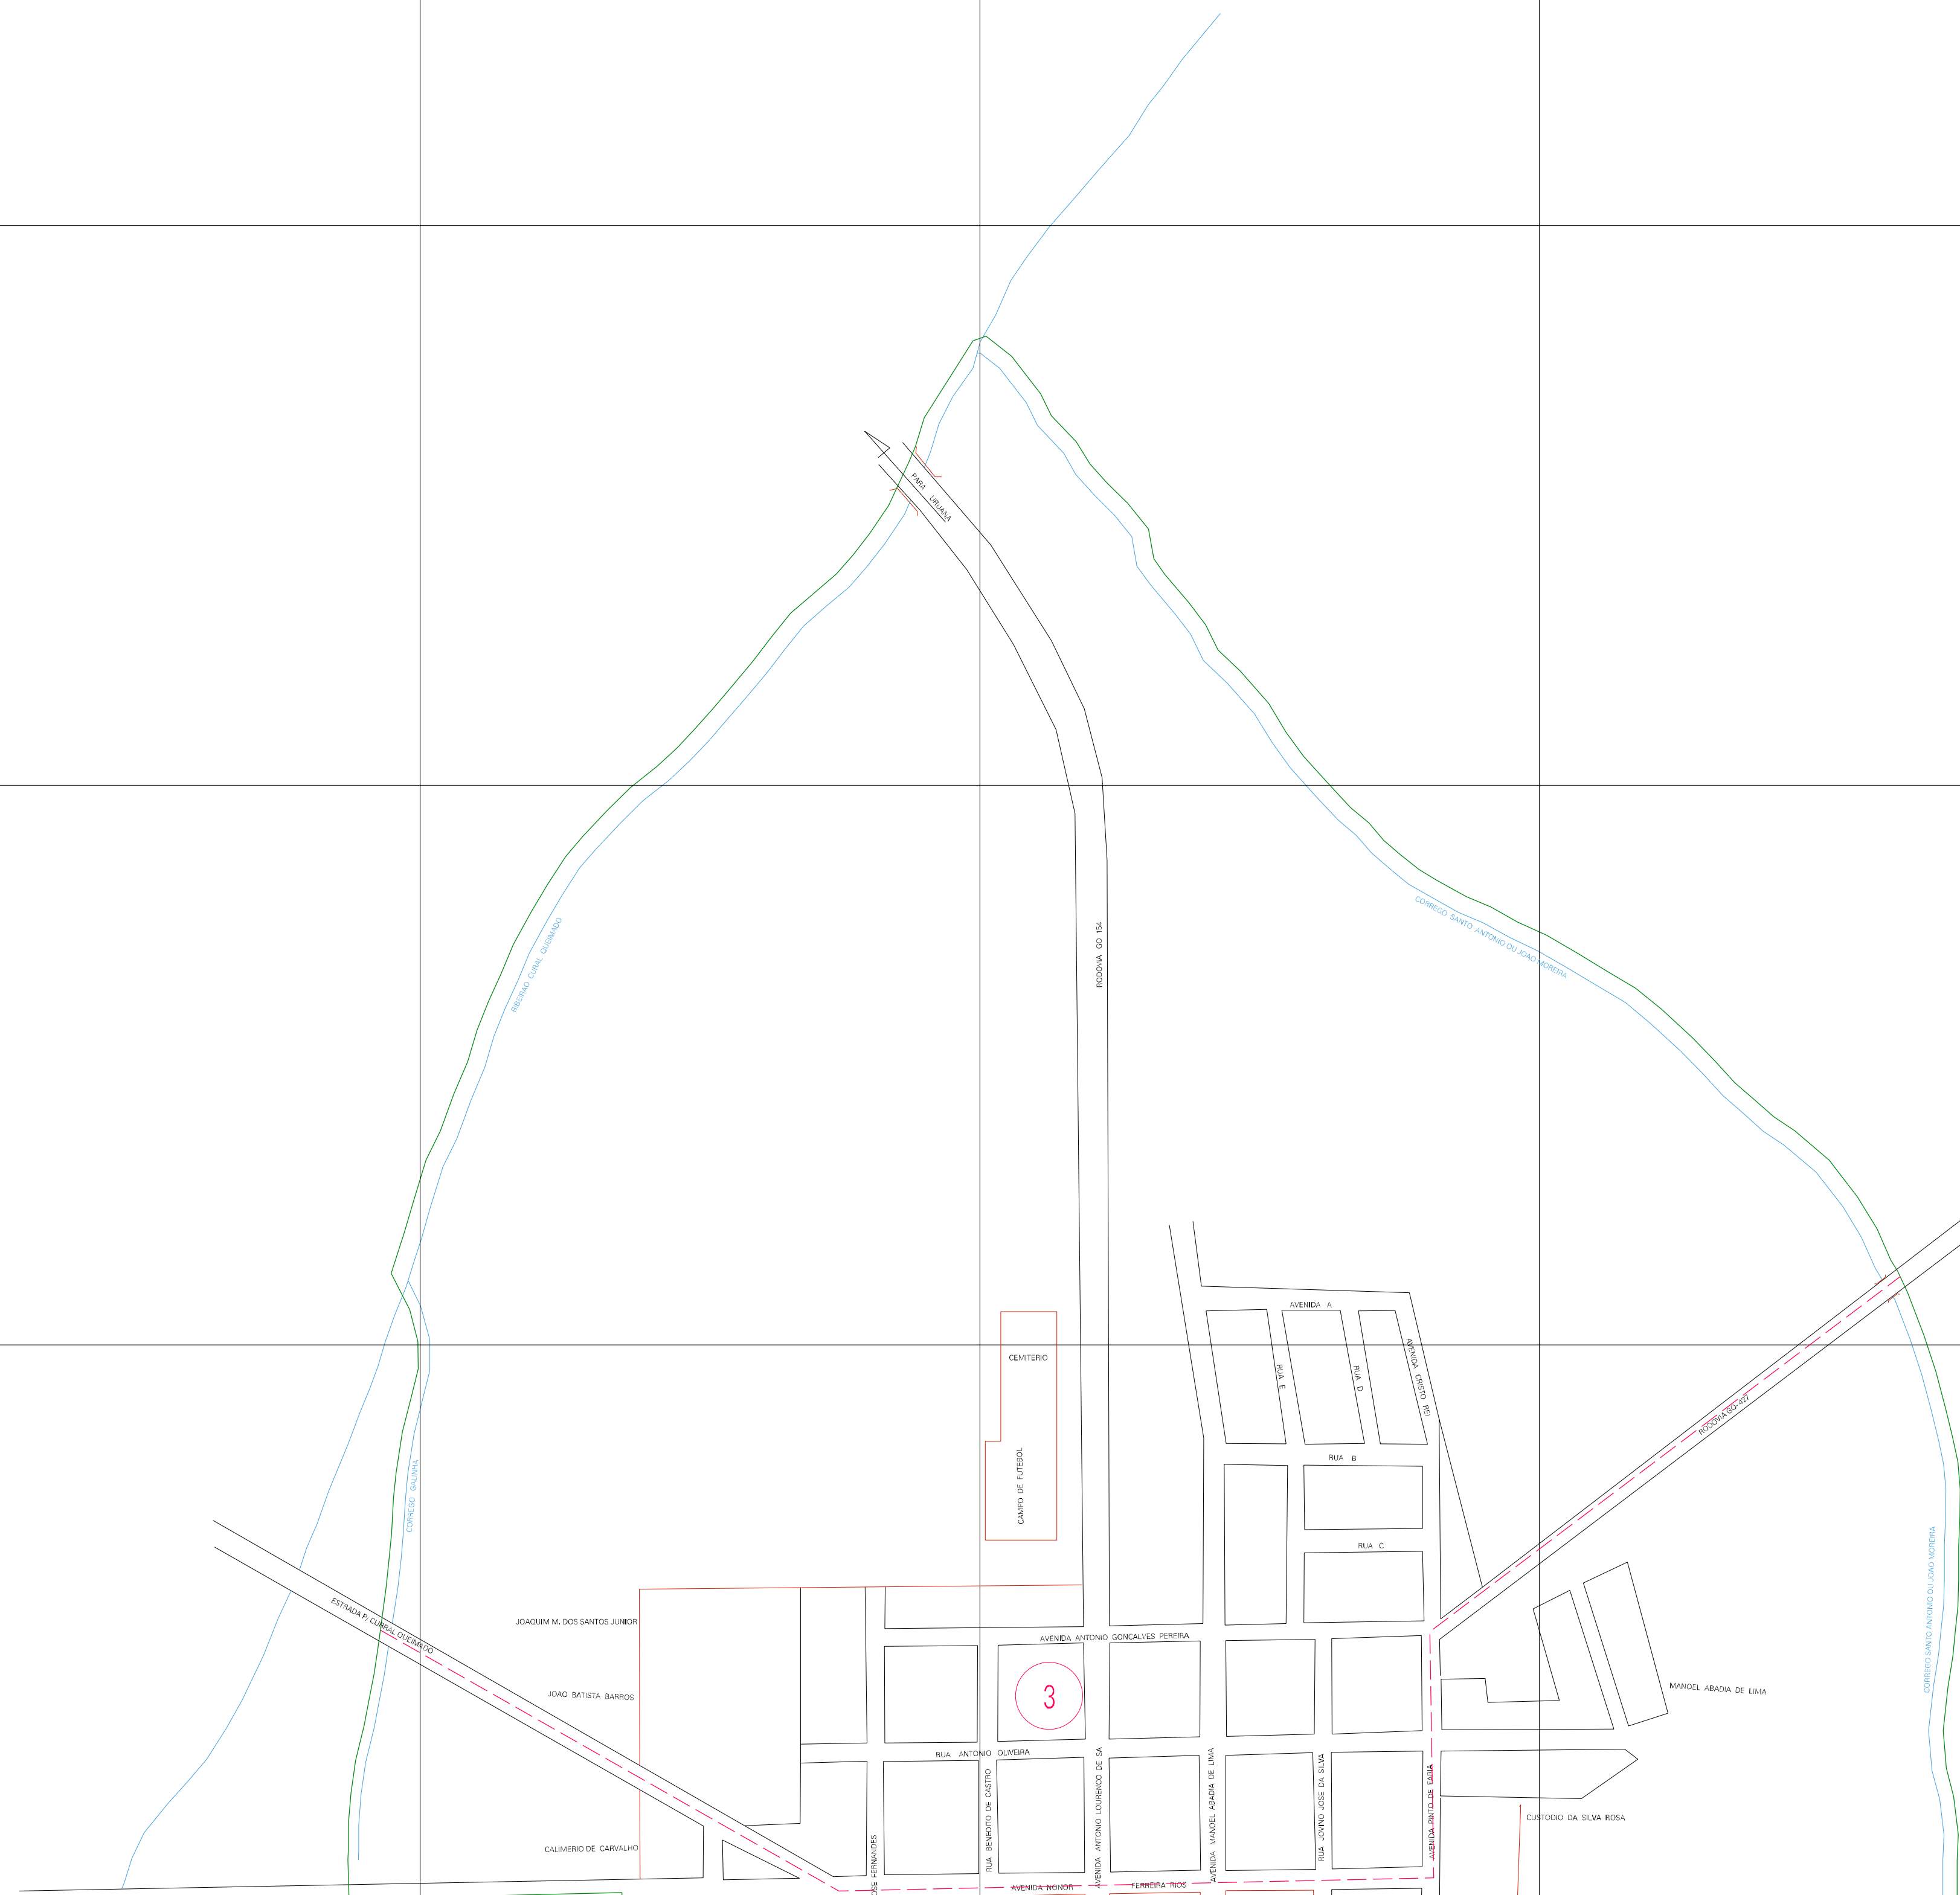 PARA URUANA
RODOVIA GO 154
RIBEIRAO CURAL QUEIMADO
CORREGO SANTO ANTONIO OU JOAO MOREIRA
AVENIDA A
CEMITERIO
RUA E
RUA D
AVENIDA CRISTO REI
RODOVIA GO- 427
CAMPO DE FUTEBOL
RUA B
CORREGO GALINHA
RUA C
CORREGO SANTO ANTONIO OU JOAO MOREIRA
ESTRADA P/ CURRAL QUEIMADO
JOAQUIM M. DOS SANTOS JUNIOR
AVENIDA ANTONIO GONCALVES PEREIRA
JOAO BATISTA BARROS
3
MANOEL ABADIA DE LIMA
RUA ANTONIO OLIVEIRA
RUA BENEDITO DE CASTRO
AVENIDA ANTONIO LOURENCO DE SA
AVENIDA MANOEL ABADIA DE LIMA
RUA JOVINO JOSE DA SILVA
AVENIDA PINTO DE FARIA
CUSTODIO DA SILVA ROSA
CALIMERIO DE CARVALHO
OSE FERNANDES
AVENIDA NONOR FERREIRA RIOS